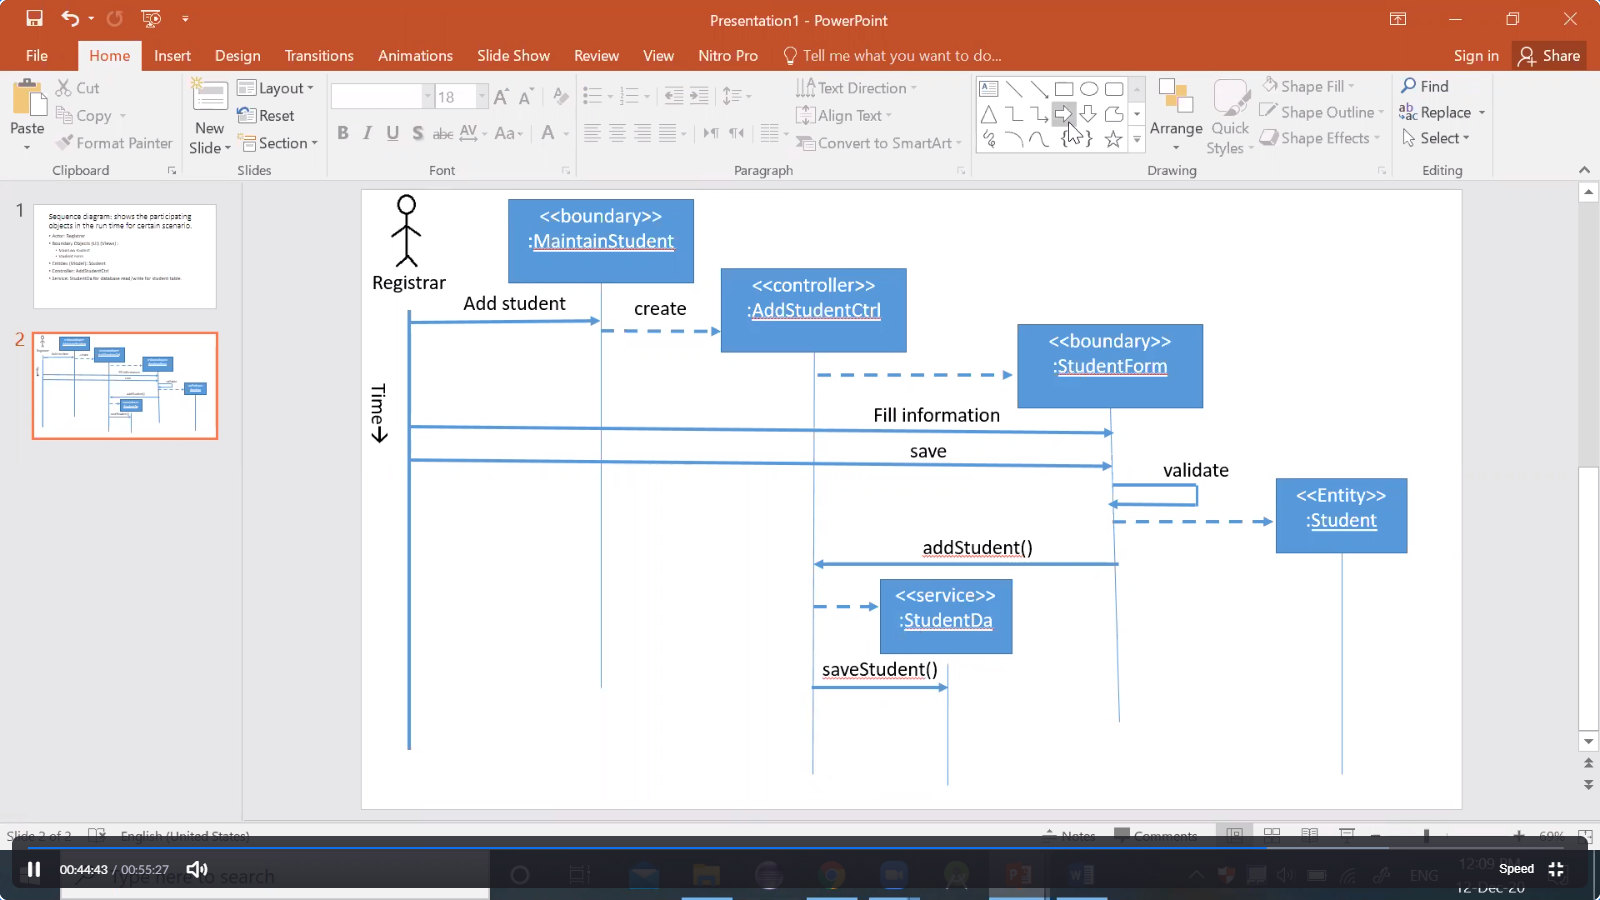 Presentation1 - PowerPoint
File Home Insert Design Transitions Animations Slide Show Review View Nitro Pro Tell me what you want to do... Sign in Share
Paste
Cut
Copy
Format Painter
Clipboard
New Slide
Layout
Reset
Section
Slides
18
B I U S abc AV Aa A
Font
Text Direction
Align Text
Convert to SmartArt
Paragraph
Arrange
Quick Styles
Shape Fill
Shape Outline
Shape Effects
Drawing
Find
Replace
Select
Editing
1
Sequence diagram: shows the participating
objects in the run time for certain scenario.
2
Registrar
<<boundary>>
:MaintainStudent
<<controller>>
:AddStudentCtrl
<<boundary>>
:StudentForm
Add student
create
Time→
Fill information
save
validate
<<Entity>>
:Student
addStudent()
<<service>>
:StudentDa
saveStudent()
Slide 2 of 2 English (United States) Notes Comments 69%
00:44:43 / 00:55:27
Type here to search
Speed
ENG
12:09 PM
12-Dec-20